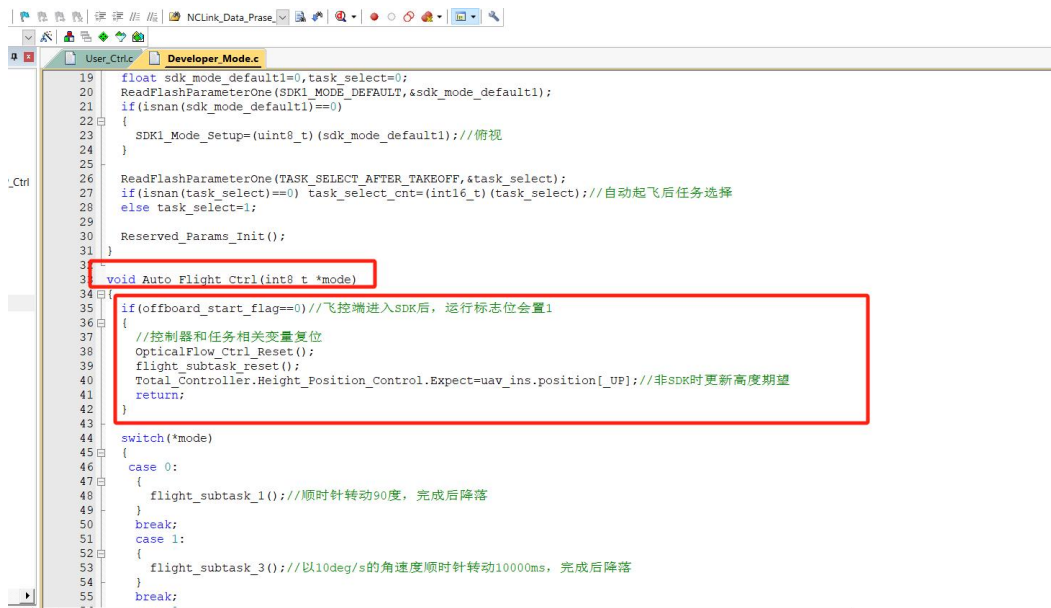 NCLink_Data_Prase_
User_Ctrl.c Developer_Mode.c
_Ctrl
19 float sdk_mode_default1=0,task_select=0;
20 ReadFlashParameterOne(SDK1_MODE_DEFAULT,&sdk_mode_default1);
21 if(isnan(sdk_mode_default1)==0)
22 {
23 SDK1_Mode_Setup=(uint8_t)(sdk_mode_default1);//俯视
24 }
25
26 ReadFlashParameterOne(TASK_SELECT_AFTER_TAKEOFF,&task_select);
27 if(isnan(task_select)==0) task_select_cnt=(int16_t)(task_select);//自动起飞后任务选择
28 else task_select=1;
29
30 Reserved_Params_Init();
31 }
32
33 void Auto_Flight_Ctrl(int8_t *mode)
34 {
35 if(offboard_start_flag==0)//飞控端进入SDK后，运行标志位会置1
36 {
37 //控制器和任务相关变量复位
38 OpticalFlow_Ctrl_Reset();
39 flight_subtask_reset();
40 Total_Controller.Height_Position_Control.Expect=uav_ins.position[_UP];//非SDK时更新高度期望
41 return;
42 }
43
44 switch(*mode)
45 {
46 case 0:
47 {
48 flight_subtask_1();//顺时针转动90度，完成后降落
49 }
50 break;
51 case 1:
52 {
53 flight_subtask_3();//以10deg/s的角速度顺时针转动10000ms，完成后降落
54 }
55 break;